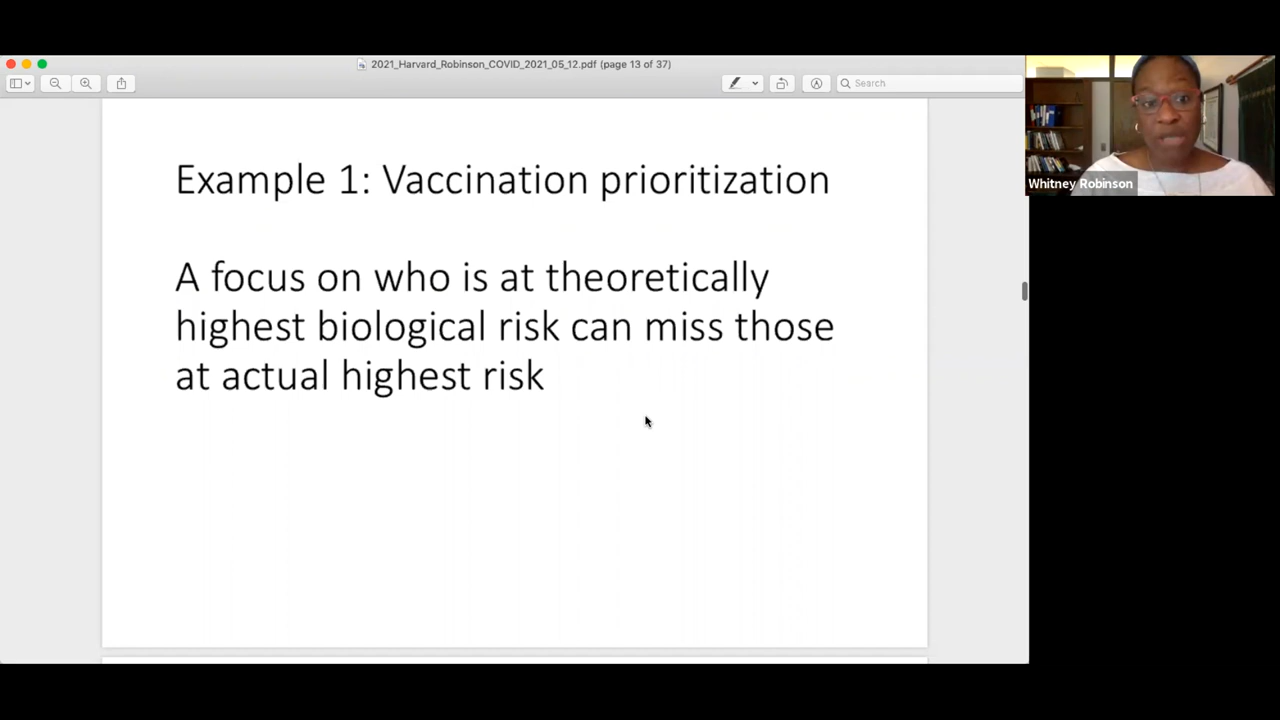 2021_Harvard_Robinson_COVID_2021_05_12.pdf (page 13 of 37)
Search
Example 1: Vaccination prioritization
A focus on who is at theoretically
highest biological risk can miss those
at actual highest risk
Whitney Robinson